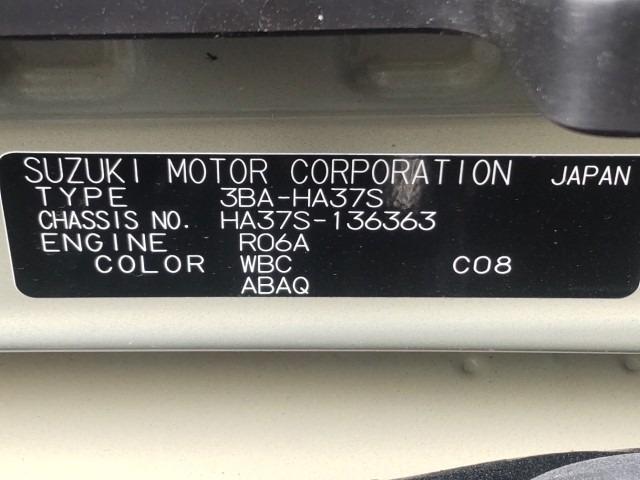 SUZUKI MOTOR CORPORATION JAPAN
TYPE 3BA-HA37S
CHASSIS NO. HA37S-136363
ENGINE R06A
COLOR WBC C08
ABAQ